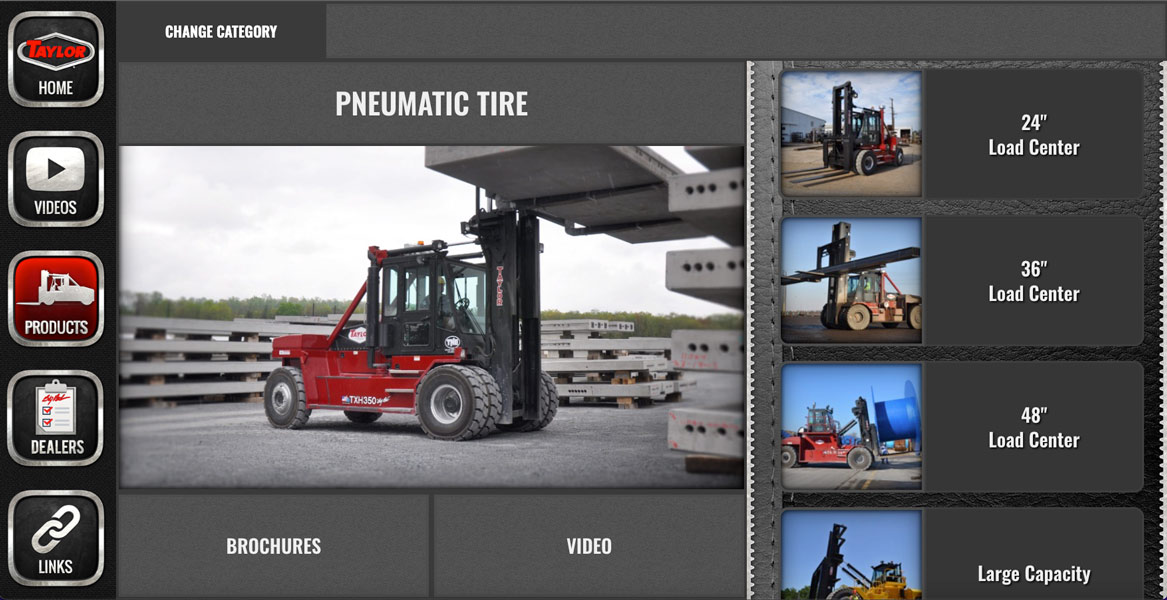 CHANGE CATEGORY
TAYLOR
HOME
VIDEOS
PRODUCTS
DEALERS
LINKS
PNEUMATIC TIRE
TAYLOR
TAYLOR
TXH350
BROCHURES
VIDEO
24"
Load Center
36"
Load Center
48"
Load Center
Large Capacity